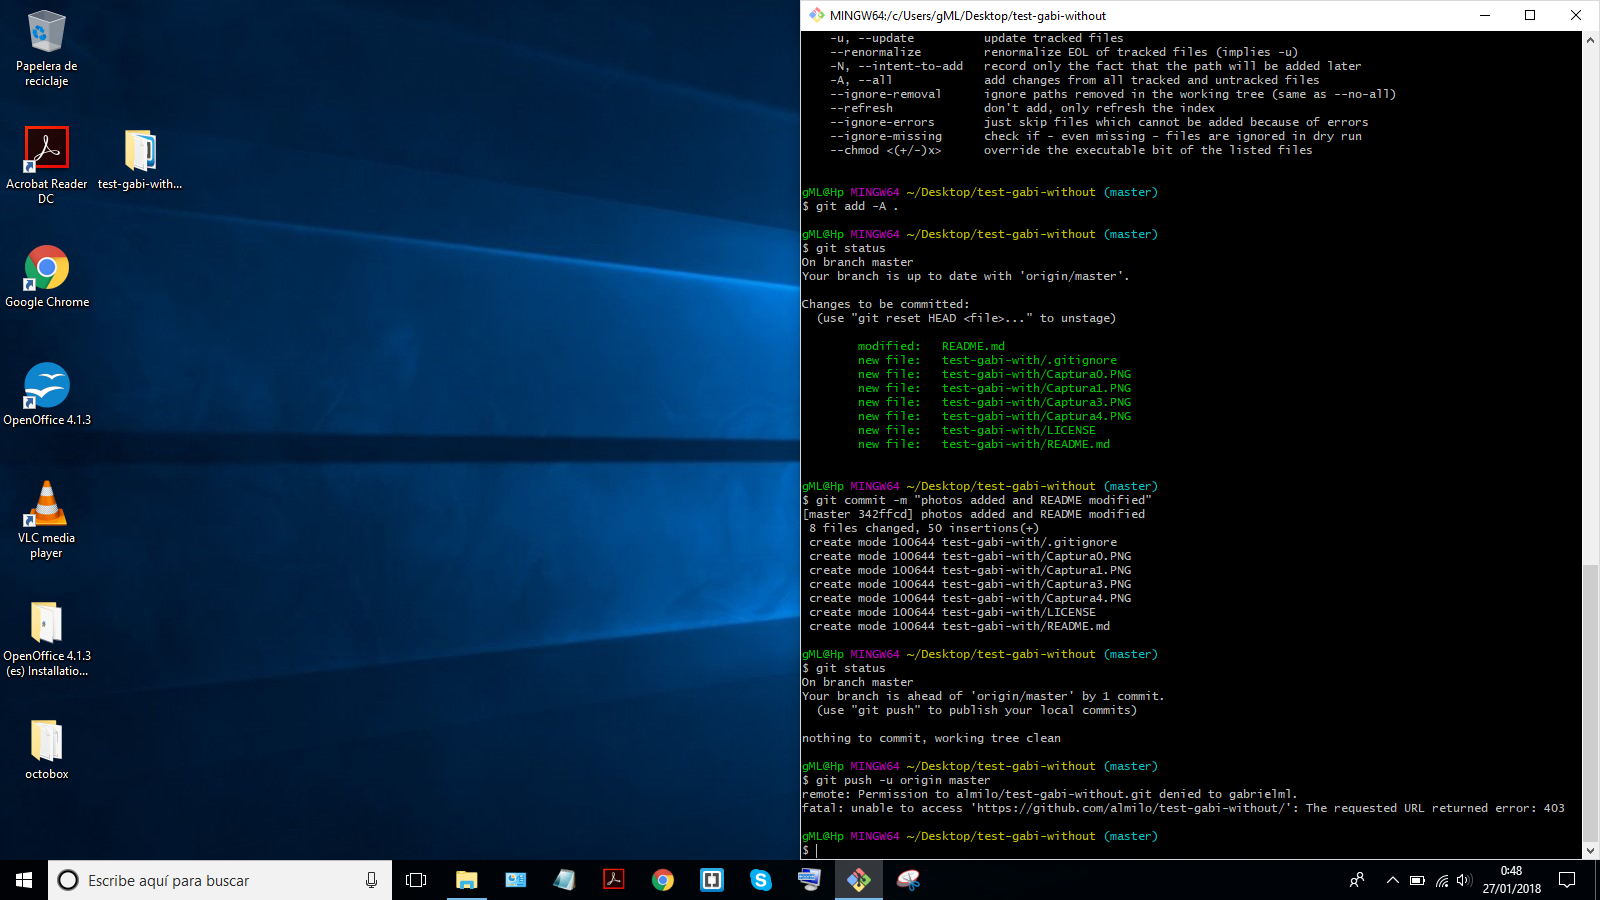 Papelera de
reciclaje
Acrobat Reader
DC
test-gabi-with...
Google Chrome
OpenOffice 4.1.3
VLC media
player
OpenOffice 4.1.3
(es) Installatio...
octobox
MINGW64:/c/Users/gML/Desktop/test-gabi-without
-u, --update update tracked files
--renormalize renormalize EOL of tracked files (implies -u)
-N, --intent-to-add record only the fact that the path will be added later
-A, --all add changes from all tracked and untracked files
--ignore-removal ignore paths removed in the working tree (same as --no-all)
--refresh don't add, only refresh the index
--ignore-errors just skip files which cannot be added because of errors
--ignore-missing check if - even missing - files are ignored in dry run
--chmod <(+/-)x> override the executable bit of the listed files
gML@Hp MINGW64 ~/Desktop/test-gabi-without (master)
$ git add -A .
gML@Hp MINGW64 ~/Desktop/test-gabi-without (master)
$ git status
On branch master
Your branch is up to date with 'origin/master'.
Changes to be committed:
(use "git reset HEAD <file>..." to unstage)
modified: README.md
new file: test-gabi-with/.gitignore
new file: test-gabi-with/Captura0.PNG
new file: test-gabi-with/Captura1.PNG
new file: test-gabi-with/Captura3.PNG
new file: test-gabi-with/Captura4.PNG
new file: test-gabi-with/LICENSE
new file: test-gabi-with/README.md
gML@Hp MINGW64 ~/Desktop/test-gabi-without (master)
$ git commit -m "photos added and README modified"
[master 342ffcd] photos added and README modified
8 files changed, 50 insertions(+)
create mode 100644 test-gabi-with/.gitignore
create mode 100644 test-gabi-with/Captura0.PNG
create mode 100644 test-gabi-with/Captura1.PNG
create mode 100644 test-gabi-with/Captura3.PNG
create mode 100644 test-gabi-with/Captura4.PNG
create mode 100644 test-gabi-with/LICENSE
create mode 100644 test-gabi-with/README.md
gML@Hp MINGW64 ~/Desktop/test-gabi-without (master)
$ git status
On branch master
Your branch is ahead of 'origin/master' by 1 commit.
(use "git push" to publish your local commits)
nothing to commit, working tree clean
gML@Hp MINGW64 ~/Desktop/test-gabi-without (master)
$ git push -u origin master
remote: Permission to almilo/test-gabi-without.git denied to gabrielml.
fatal: unable to access 'https://github.com/almilo/test-gabi-without/': The requested URL returned error: 403
gML@Hp MINGW64 ~/Desktop/test-gabi-without (master)
$
Escribe aquí para buscar
0:48
27/01/2018